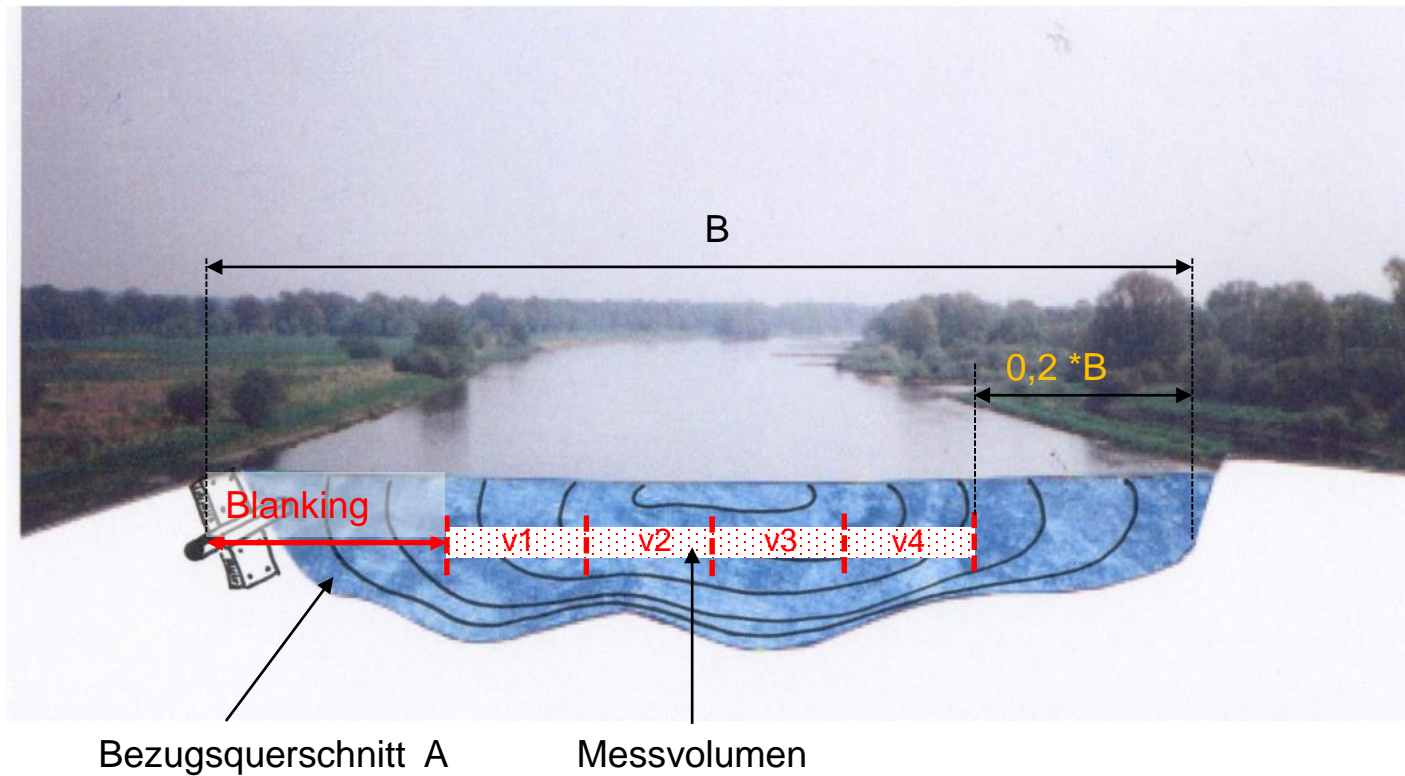 B
0,2 *B
Blanking
v1 v2 v3 v4
Bezugsquerschnitt A
Messvolumen